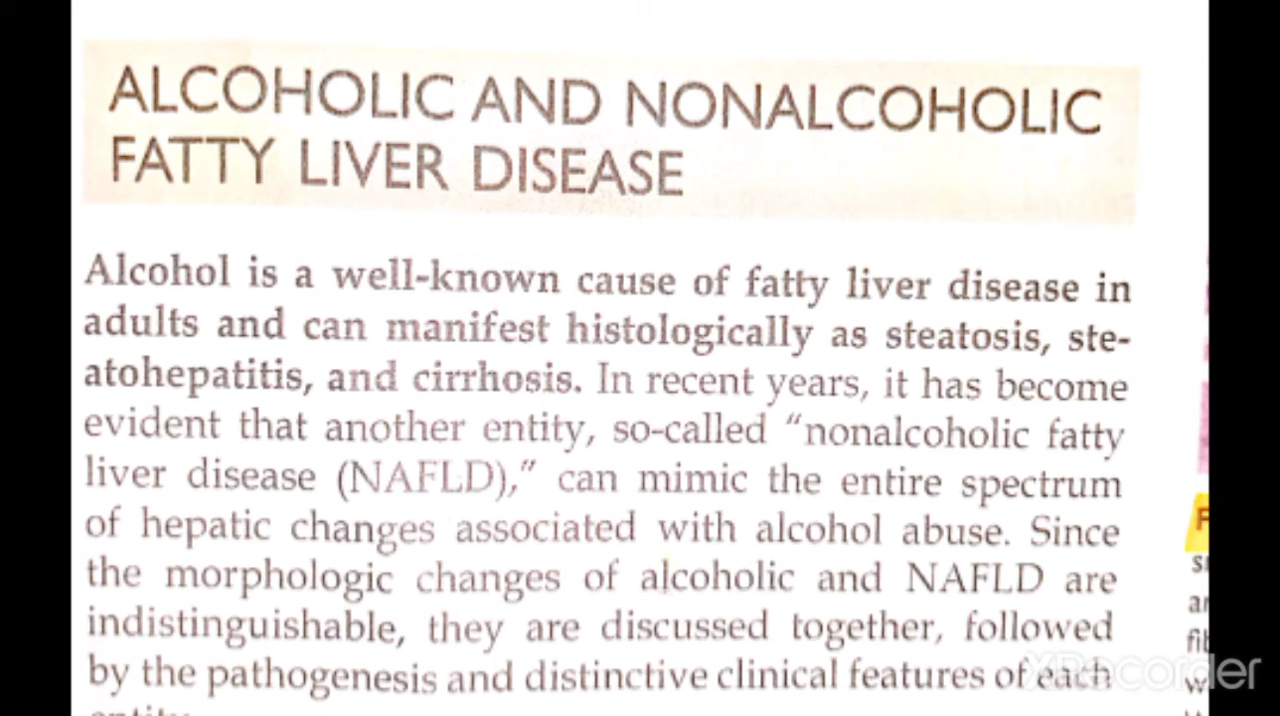 ALCOHOLIC AND NONALCOHOLIC
FATTY LIVER DISEASE
Alcohol is a well-known cause of fatty liver disease in
adults and can manifest histologically as steatosis, ste-
atohepatitis, and cirrhosis. In recent years, it has become
evident that another entity, so-called “nonalcoholic fatty
liver disease (NAFLD),” can mimic the entire spectrum
of hepatic changes associated with alcohol abuse. Since
the morphologic changes of alcoholic and NAFLD are
indistinguishable, they are discussed together, followed
by the pathogenesis and distinctive clinical features of each
XRecorder